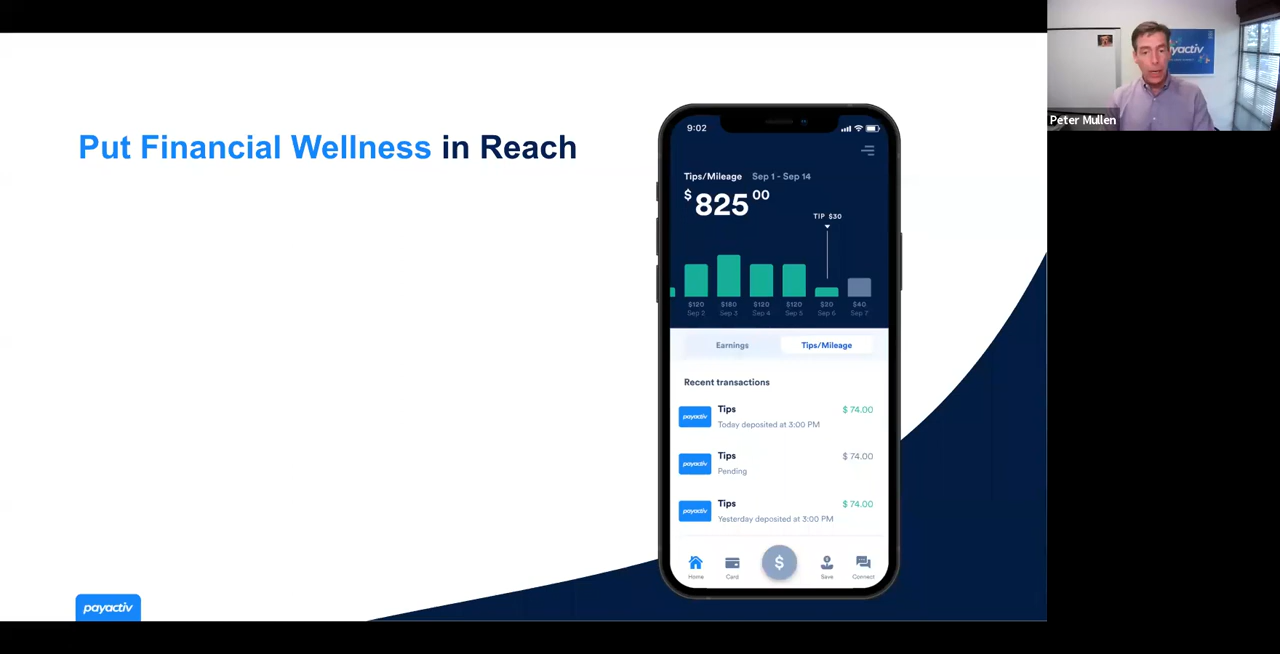 Put Financial Wellness in Reach
payactiv
9:02
Tips/Mileage Sep 1 - Sep 14
$825 00
TIP $30
$120 $180 $120 $120 $20 $40
Sep 2 Sep 3 Sep 4 Sep 5 Sep 6 Sep 7
Earnings Tips/Mileage
Recent transactions
payactiv Tips $ 74.00
Today deposited at 3:00 PM
payactiv Tips $ 74.00
Pending
payactiv Tips $ 74.00
Yesterday deposited at 3:00 PM
$
Home Card Save Connect
payactiv
Peter Mullen